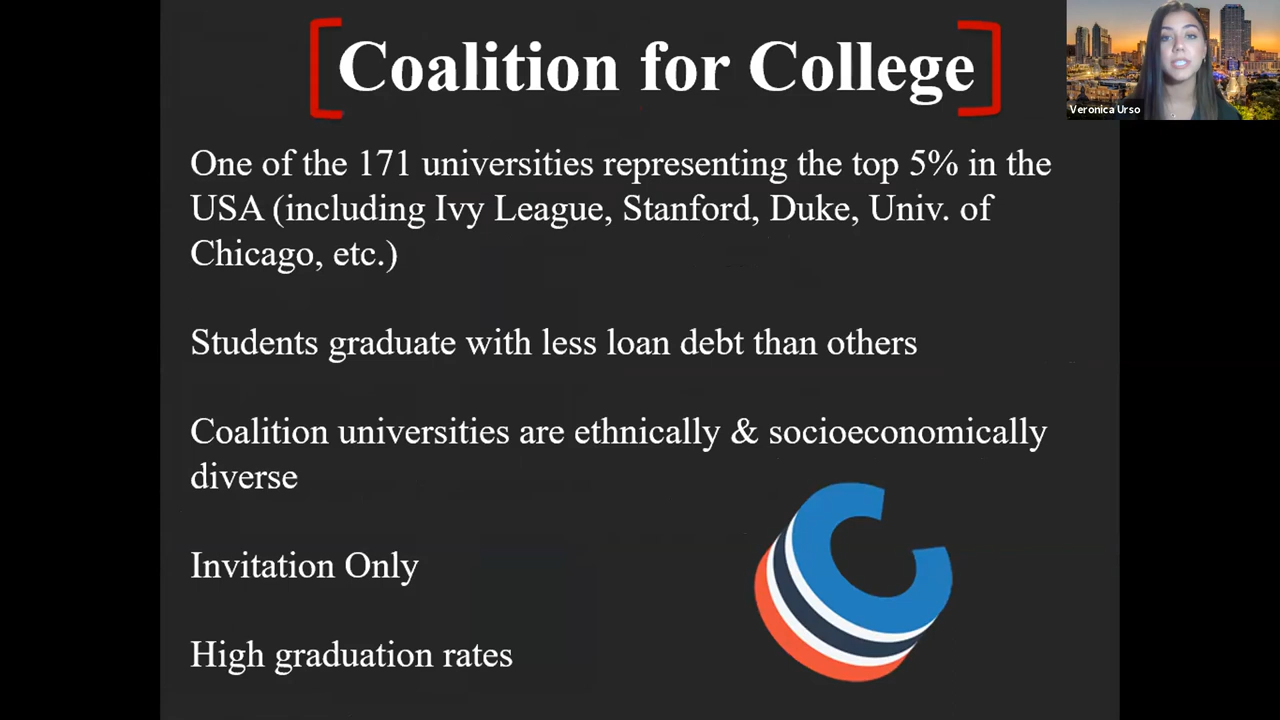 Coalition for College
Veronica Urso
One of the 171 universities representing the top 5% in the
USA (including Ivy League, Stanford, Duke, Univ. of
Chicago, etc.)
Students graduate with less loan debt than others
Coalition universities are ethnically & socioeconomically
diverse
Invitation Only
High graduation rates